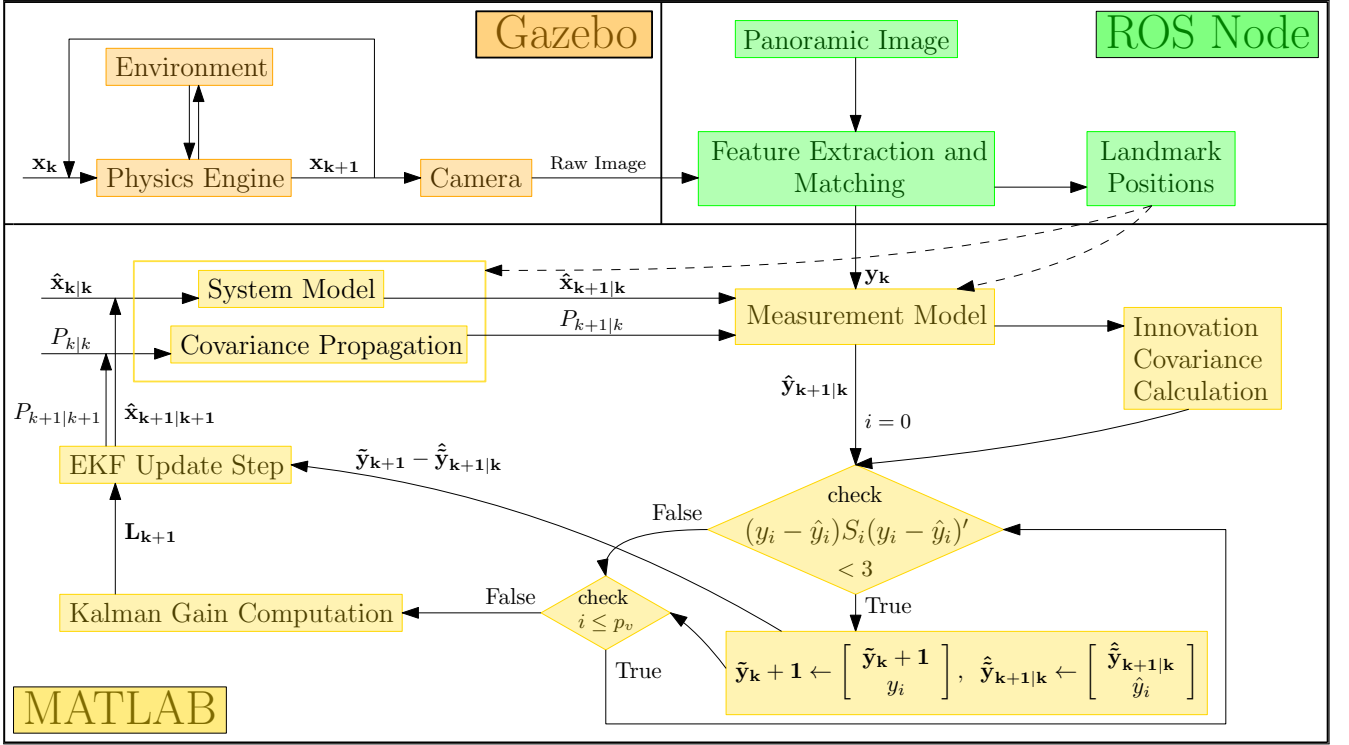 Gazebo
Environment
x_k
Physics Engine
x_{k+1}
Camera
Raw Image
ROS Node
Panoramic Image
Feature Extraction and
Matching
Landmark
Positions
y_k
x̂_{k|k}
System Model
x̂_{k+1|k}
P_{k|k}
Covariance Propagation
P_{k+1|k}
Measurement Model
Innovation
Covariance
Calculation
ŷ_{k+1|k}
i = 0
P_{k+1|k+1}
x̂_{k+1|k+1}
EKF Update Step
ỹ_{k+1} − ỹ̂_{k+1|k}
L_{k+1}
Kalman Gain Computation
check
(y_i − ŷ_i)S_i(y_i − ŷ_i)′
< 3
False
True
check
i ≤ p_v
False
True
ỹ_k + 1 ← [ ỹ_k + 1 y_i ], ỹ̂_{k+1|k} ← [ ỹ̂_{k+1|k} ŷ_i ]
MATLAB